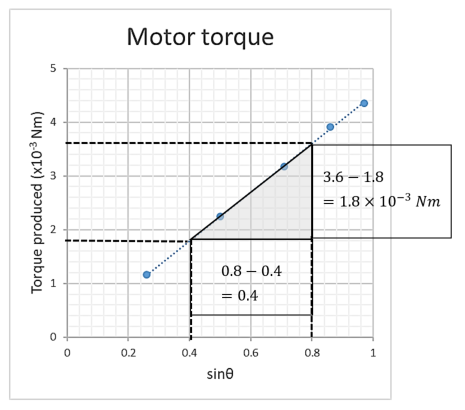 Motor torque
Torque produced (x10⁻³ Nm)
5
4
3
2
1
0
3.6 − 1.8
= 1.8 × 10⁻³ Nm
0.8 − 0.4
= 0.4
0 0.2 0.4 0.6 0.8 1
sinθ